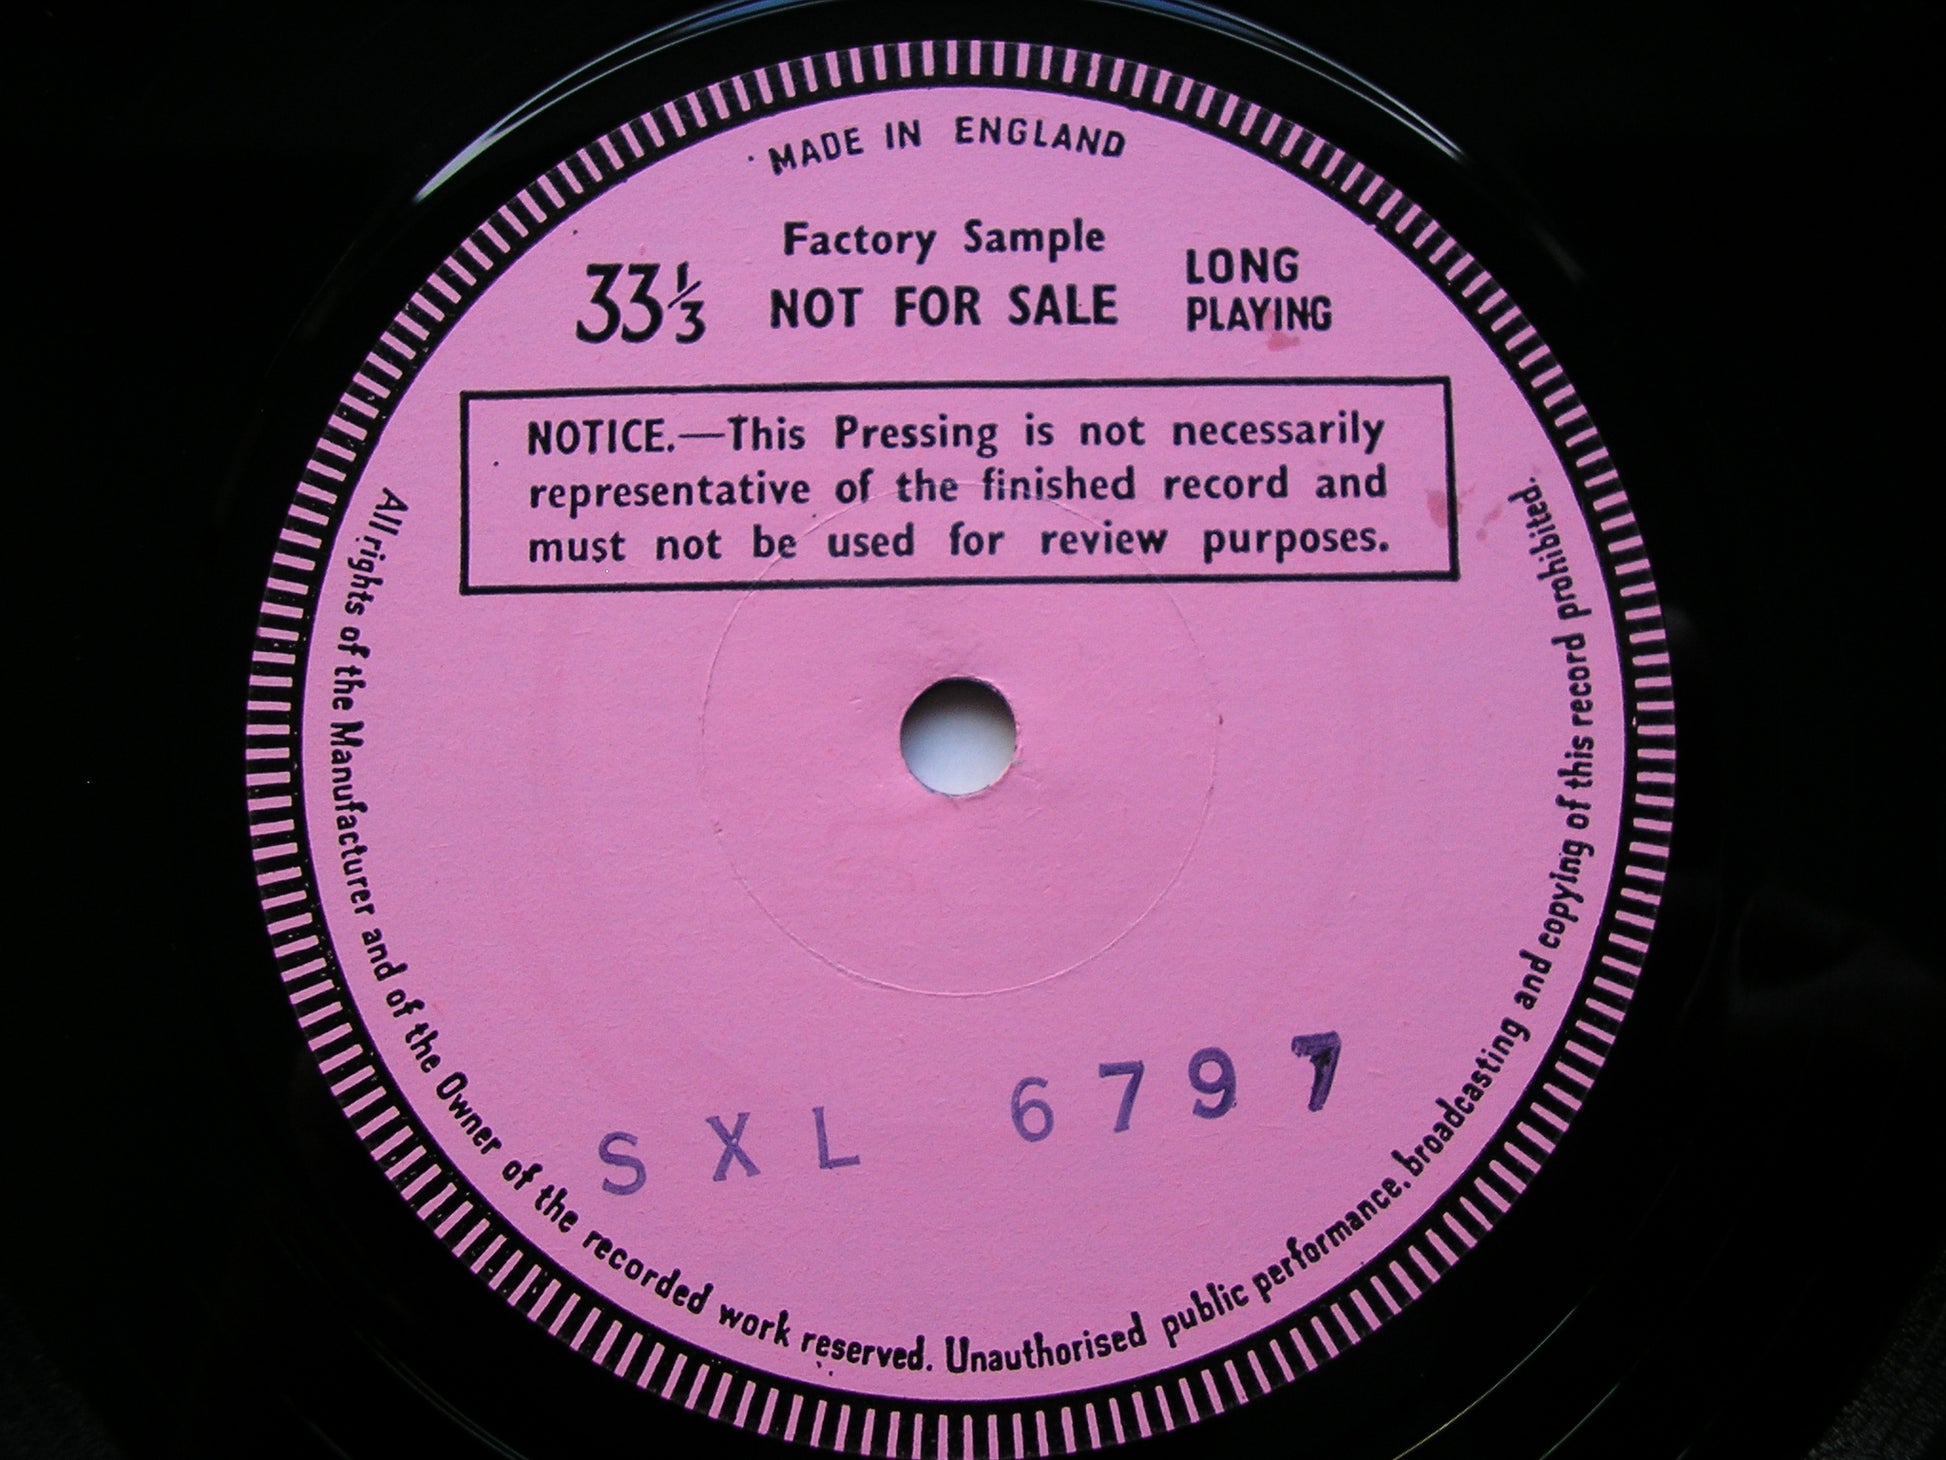 MADE IN ENGLAND
Factory Sample
33⅓ NOT FOR SALE LONG PLAYING
NOTICE.—This Pressing is not necessarily
representative of the finished record and
must not be used for review purposes.
SXL 6797
All rights of the Manufacturer and of the Owner of the recorded work reserved. Unauthorised public performance, broadcasting and copying of this record prohibited.